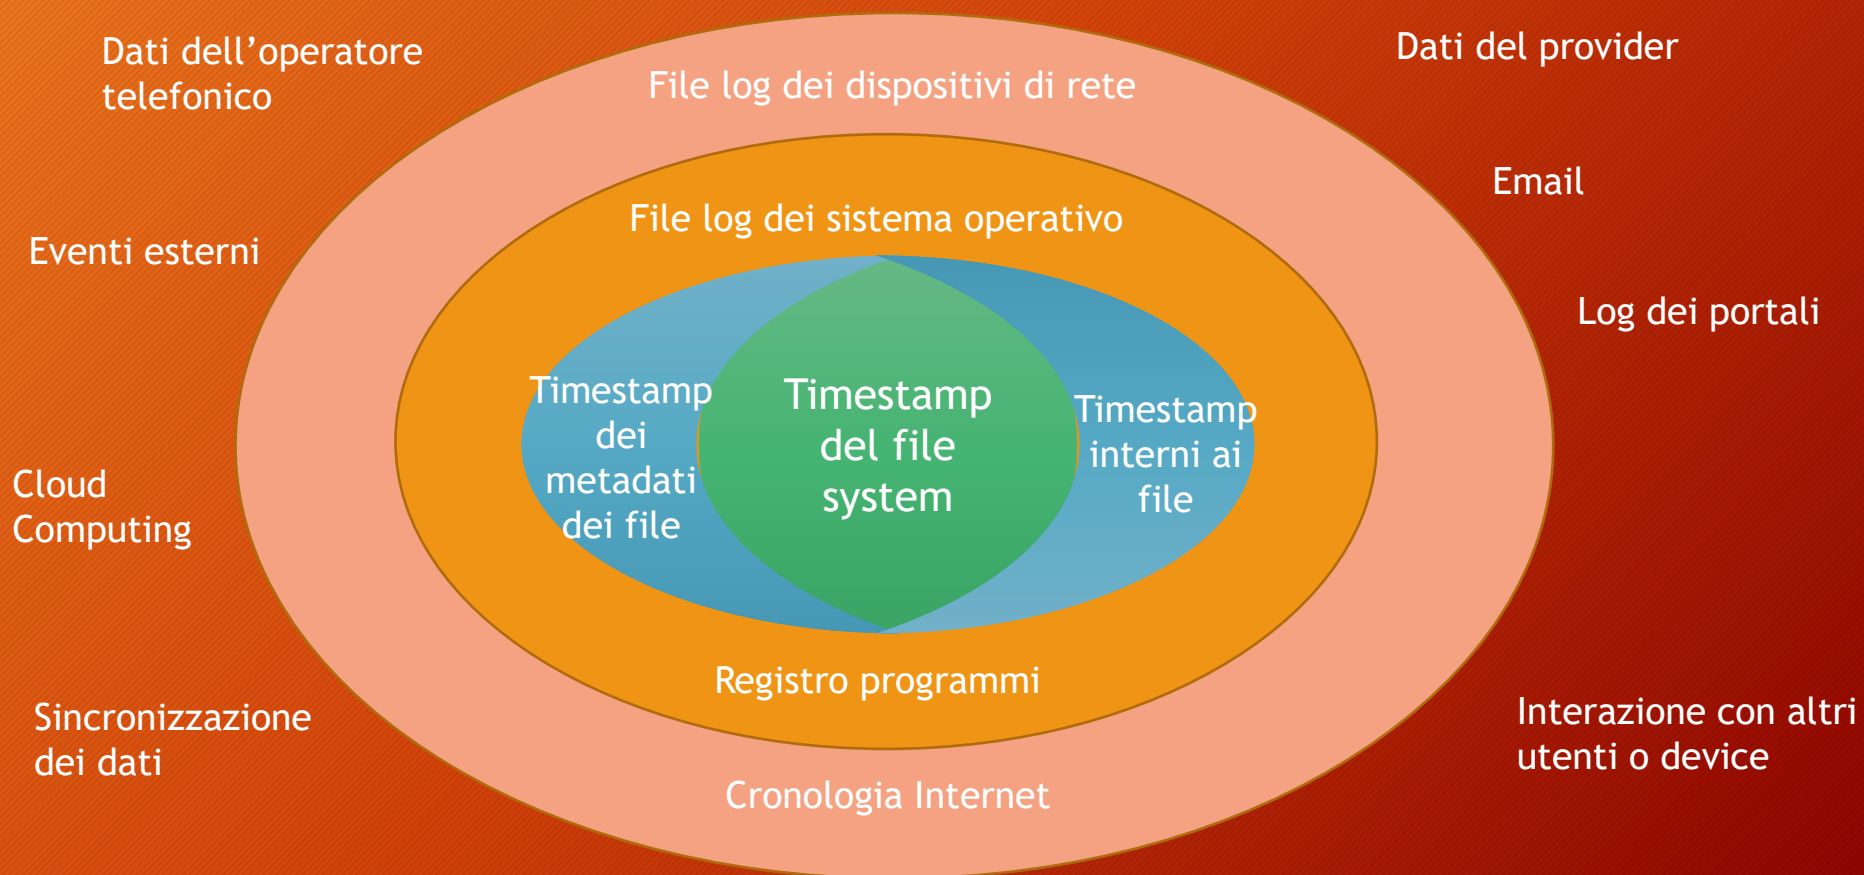 Dati dell'operatore
telefonico
File log dei dispositivi di rete
Dati del provider
Email
File log dei sistema operativo
Eventi esterni
Log dei portali
Timestamp
dei
metadati
dei file
Timestamp
del file
system
Timestamp
interni ai
file
Cloud
Computing
Registro programmi
Sincronizzazione
dei dati
Interazione con altri
utenti o device
Cronologia Internet